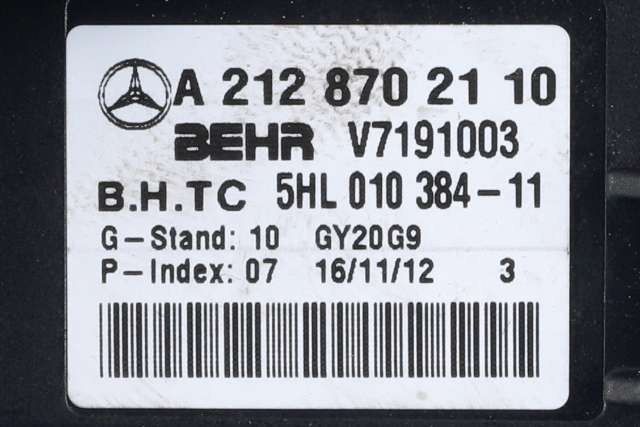 A 212 870 21 10
BEHR V7191003
B.H.TC 5HL 010 384-11
G-Stand: 10 GY20G9
P-Index: 07 16/11/12 3